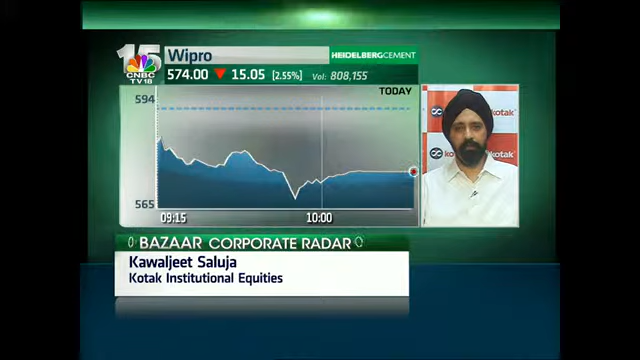 15
CNBC
TV18
Wipro
HEIDELBERGCEMENT
574.00 ▼ 15.05 [2.55%] Vol: 808,155
TODAY
594
565
09:15 10:00
kotak
kotak
BAZAAR CORPORATE RADAR
Kawaljeet Saluja
Kotak Institutional Equities